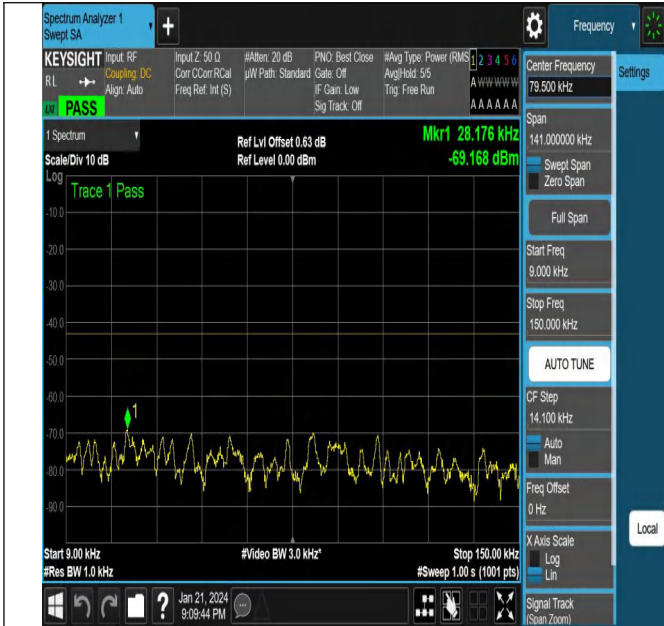 Spectrum Analyzer 1
Swept SA
+
Frequency
KEYSIGHT
RL
LXI
PASS
Input: RF
Coupling: DC
Align: Auto
Input Z: 50 Ω
Corr CCorr RCal
Freq Ref: Int (S)
#Atten: 20 dB
µW Path: Standard
PNO: Best Close
Gate: Off
IF Gain: Low
Sig Track: Off
#Avg Type: Power (RMS
Avg|Hold: 5/5
Trig: Free Run
1 2 3 4 5 6
A W W W W W
A A A A A A
Center Frequency
79.500 kHz
Settings
Span
141.000000 kHz
Swept Span
Zero Span
Full Span
Start Freq
9.000 kHz
Stop Freq
150.000 kHz
AUTO TUNE
CF Step
14.100 kHz
Auto
Man
Freq Offset
0 Hz
X Axis Scale
Log
Lin
Signal Track
(Span Zoom)
Local
1 Spectrum
Scale/Div 10 dB
Log
Ref Lvl Offset 0.63 dB
Ref Level 0.00 dBm
Mkr1 28.176 kHz
-69.168 dBm
Trace 1 Pass
-10.0
-20.0
-30.0
-40.0
-50.0
-60.0
-70.0
-80.0
-90.0
1
Start 9.00 kHz
#Res BW 1.0 kHz
#Video BW 3.0 kHz*
Stop 150.00 kHz
#Sweep 1.00 s (1001 pts)
?
Jan 21, 2024
9:09:44 PM